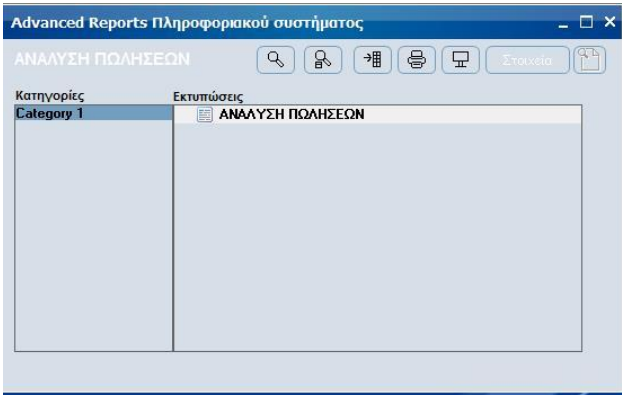 Advanced Reports Πληροφοριακού συστήματος
ΑΝΑΛΥΣΗ ΠΩΛΗΣΕΩΝ
Στοιχεία
Κατηγορίες
Εκτυπώσεις
Category 1
ΑΝΑΛΥΣΗ ΠΩΛΗΣΕΩΝ